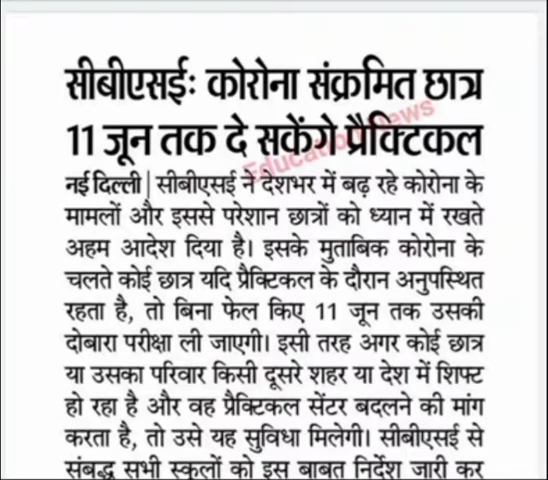 सीबीएसई: कोरोना संक्रमित छात्र
11 जून तक दे सकेंगे प्रैक्टिकल
Education News
नई दिल्ली | सीबीएसई ने देशभर में बढ़ रहे कोरोना के
मामलों और इससे परेशान छात्रों को ध्यान में रखते
अहम आदेश दिया है। इसके मुताबिक कोरोना के
चलते कोई छात्र यदि प्रैक्टिकल के दौरान अनुपस्थित
रहता है, तो बिना फेल किए 11 जून तक उसकी
दोबारा परीक्षा ली जाएगी। इसी तरह अगर कोई छात्र
या उसका परिवार किसी दूसरे शहर या देश में शिफ्ट
हो रहा है और वह प्रैक्टिकल सेंटर बदलने की मांग
करता है, तो उसे यह सुविधा मिलेगी। सीबीएसई से
संबद्ध सभी स्कूलों को इस बाबत निर्देश जारी कर